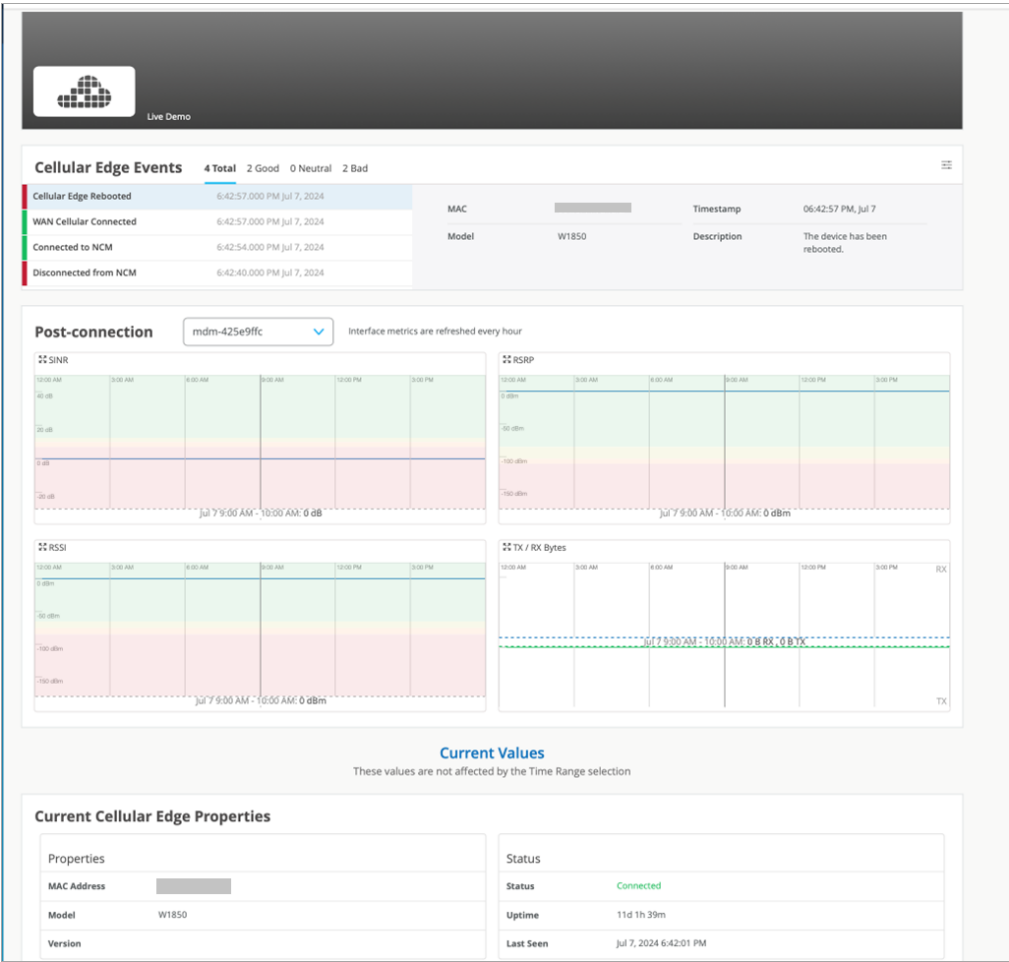 Live Demo
Cellular Edge Events 4 Total 2 Good 0 Neutral 2 Bad
Cellular Edge Rebooted 6:42:57.000 PM Jul 7, 2024
WAN Cellular Connected 6:42:57.000 PM Jul 7, 2024
Connected to NCM 6:42:54.000 PM Jul 7, 2024
Disconnected from NCM 6:42:40.000 PM Jul 7, 2024
MAC Timestamp 06:42:57 PM, Jul 7
Model W1850 Description The device has been
rebooted.
Post-connection mdm-425e9ffc Interface metrics are refreshed every hour
SINR
12:00 AM 3:00 AM 6:00 AM 9:00 AM 12:00 PM 3:00 PM
40 dB
20 dB
0 dB
-20 dB
Jul 7 9:00 AM - 10:00 AM: 0 dB
RSRP
12:00 AM 3:00 AM 6:00 AM 9:00 AM 12:00 PM 3:00 PM
0 dBm
-50 dBm
-100 dBm
-150 dBm
Jul 7 9:00 AM - 10:00 AM: 0 dBm
RSSI
12:00 AM 3:00 AM 6:00 AM 9:00 AM 12:00 PM 3:00 PM
0 dBm
-50 dBm
-100 dBm
-150 dBm
Jul 7 9:00 AM - 10:00 AM: 0 dBm
TX / RX Bytes
12:00 AM 3:00 AM 6:00 AM 9:00 AM 12:00 PM 3:00 PM RX
Jul 7 9:00 AM - 10:00 AM: 0 B RX , 0 B TX
TX
Current Values
These values are not affected by the Time Range selection
Current Cellular Edge Properties
Properties
MAC Address
Model W1850
Version
Status
Status Connected
Uptime 11d 1h 39m
Last Seen Jul 7, 2024 6:42:01 PM